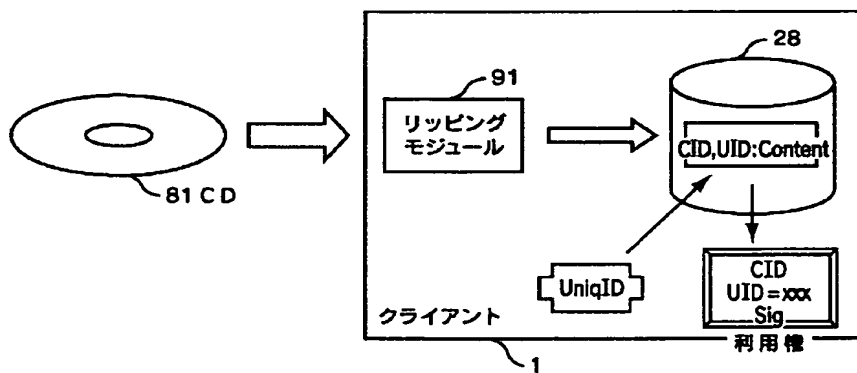 28
91
リッピング
モジュール
CID,UID:Content
81 CD
UniqID
CID
UID=xxx
Sig
利用権
クライアント
1